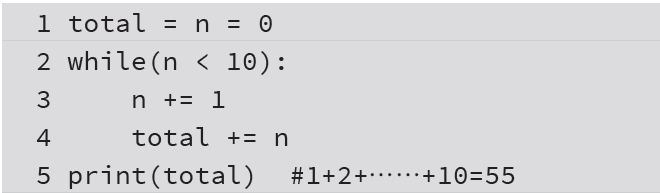 1 total = n = 0
2 while(n < 10):
3     n += 1
4     total += n
5 print(total)  #1+2+……+10=55